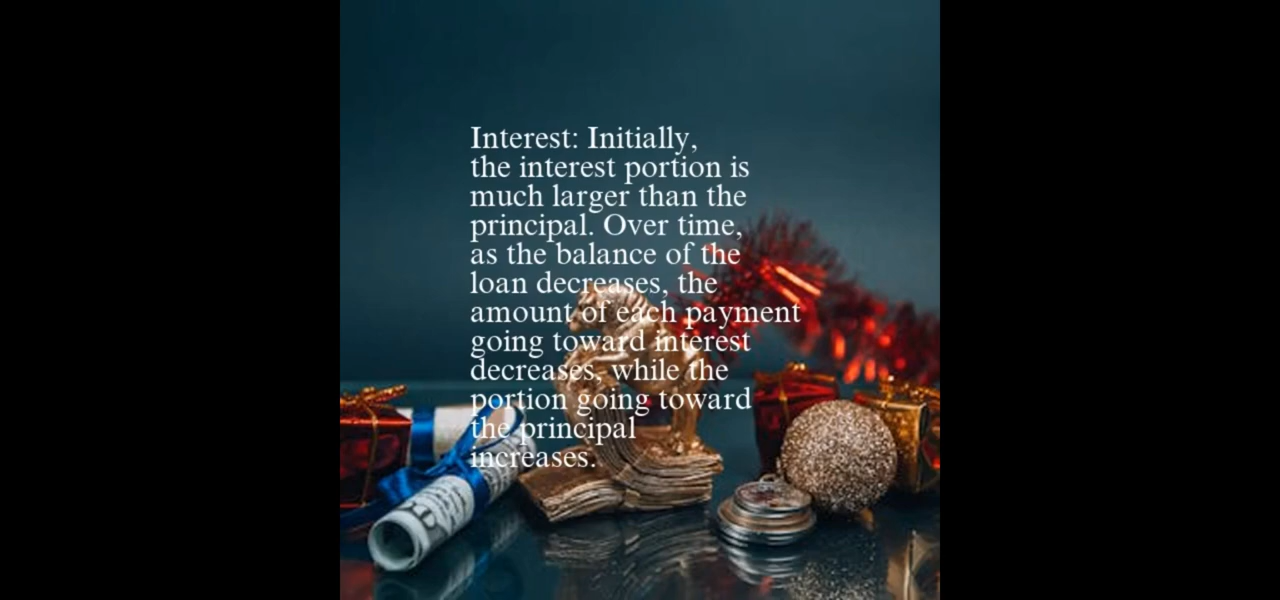 Interest: Initially,
the interest portion is
much larger than the
principal. Over time,
as the balance of the
loan decreases, the
amount of each payment
going toward interest
decreases, while the
portion going toward
the principal
increases.